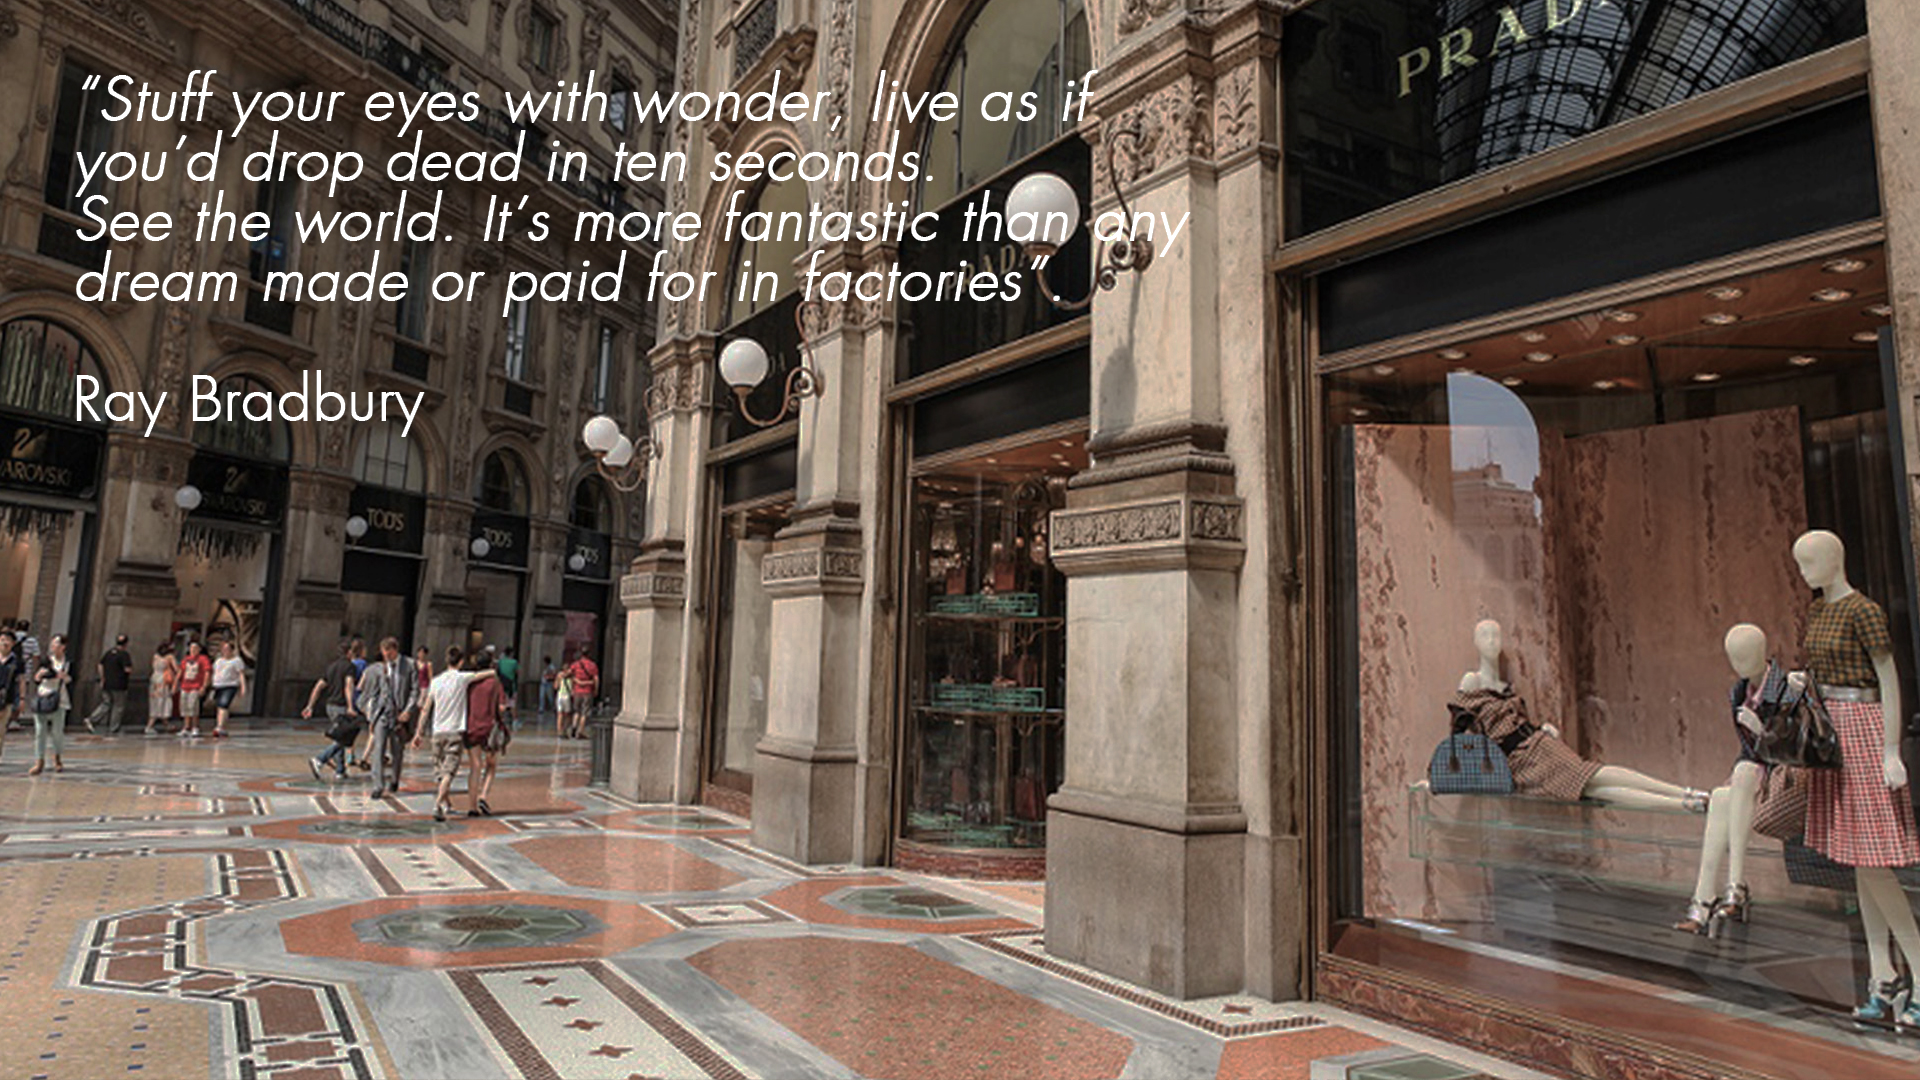 “Stuff your eyes with wonder, live as if
you’d drop dead in ten seconds.
See the world. It’s more fantastic than any
dream made or paid for in factories”.
Ray Bradbury
PRADA
TOD'S
TOD'S
TOD'S